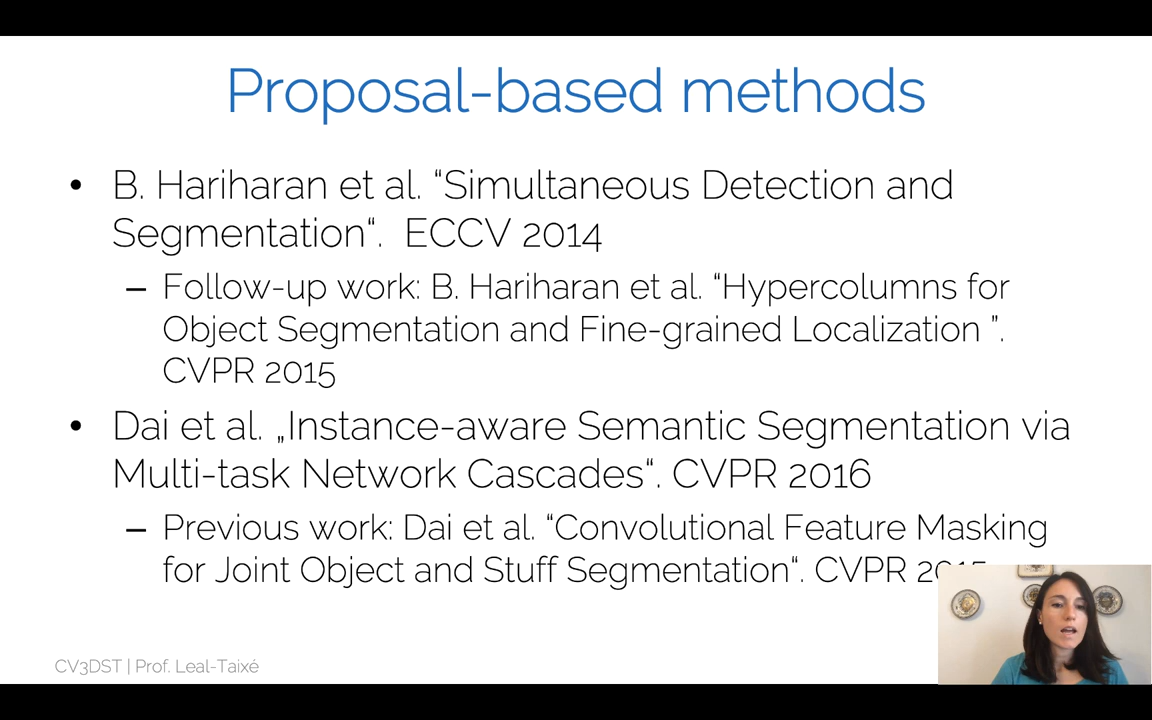 Proposal-based methods
• B. Hariharan et al. “Simultaneous Detection and
Segmentation“. ECCV 2014
– Follow-up work: B. Hariharan et al. “Hypercolumns for
Object Segmentation and Fine-grained Localization ”.
CVPR 2015
• Dai et al. „Instance-aware Semantic Segmentation via
Multi-task Network Cascades“. CVPR 2016
– Previous work: Dai et al. “Convolutional Feature Masking
for Joint Object and Stuff Segmentation“. CVPR 2015
CV3DST | Prof. Leal-Taixé